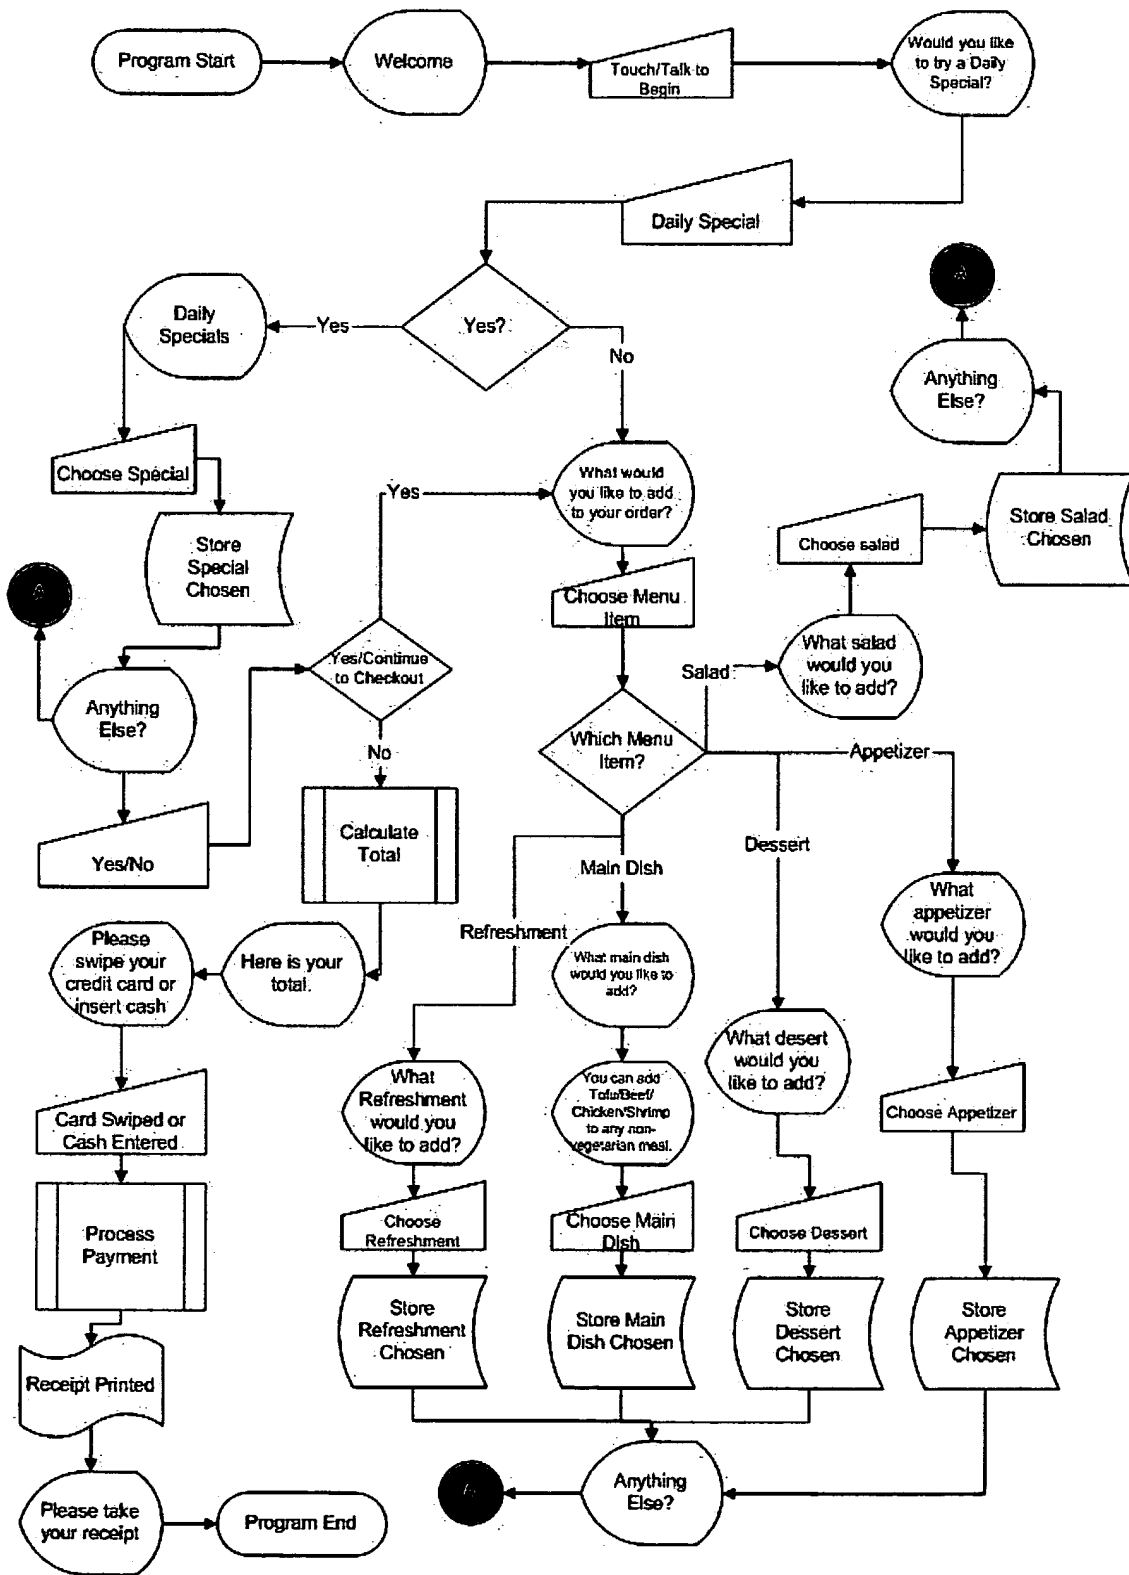 Program Start
Welcome
Touch/Talk to
Begin
Would you like
to try a Daily
Special?
Daily Special
A
Daily
Specials
Yes
Yes?
No
Anything
Else?
Choose Special
Yes
What would
you like to add
to your order?
Store
Special
Chosen
Choose salad
Store Salad
Chosen
A
Choose Menu
Item
Yes/Continue
to Checkout
What salad
would you
like to add?
Salad
Anything
Else?
No
Which Menu
Item?
Appetizer
Yes/No
Calculate
Total
Dessert
Main Dish
Refreshment
What
appetizer
would you
like to add?
Please
swipe your
credit card or
insert cash
Here is your
total.
What main dish
would you like to
add?
What desert
would you
like to add?
What
Refreshment
would you
like to add?
You can add
Tofu/Beef/
Chicken/Shrimp
to any non-
vegetarian meal.
Choose Appetizer
Card Swiped or
Cash Entered
Process
Payment
Choose
Refreshment
Choose Main
Dish
Choose Dessert
Store
Refreshment
Chosen
Store Main
Dish Chosen
Store
Dessert
Chosen
Store
Appetizer
Chosen
Receipt Printed
A
Anything
Else?
Please take
your receipt
Program End